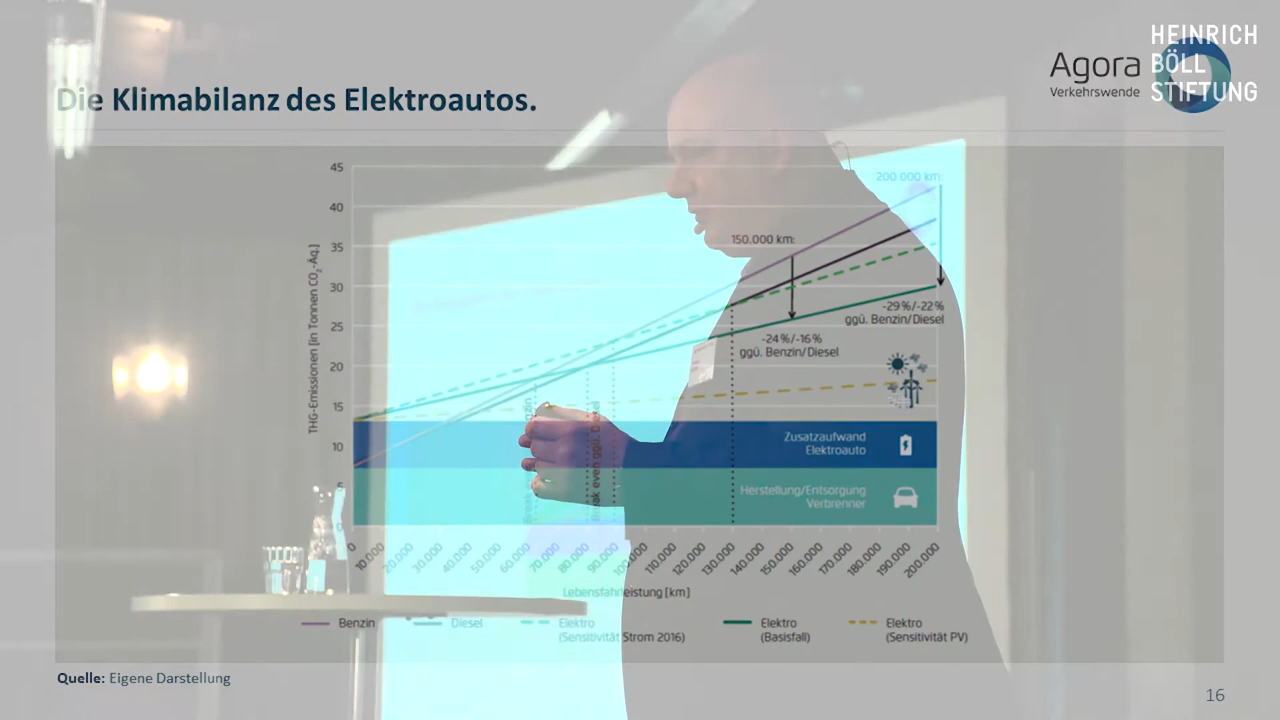 HEINRICH
BÖLL
STIFTUNG
Agora
Verkehrswende
Die Klimabilanz des Elektroautos.
THG-Emissionen [in Tonnen CO2-Äq.]
45
40
35
30
25
20
15
10
5
0
200.000 km:
150.000 km:
-29 %/-22 %
ggü. Benzin/Diesel
-24 %/-16 %
ggü. Benzin/Diesel
Zusatzaufwand
Elektroauto
Herstellung/Entsorgung
Verbrenner
Break even ggü. Diesel
0
10.000
20.000
30.000
40.000
50.000
60.000
70.000
80.000
90.000
100.000
110.000
120.000
130.000
140.000
150.000
160.000
170.000
180.000
190.000
200.000
Lebensfahrleistung [km]
Benzin
Diesel
Elektro
(Sensitivität Strom 2016)
Elektro
(Basisfall)
Elektro
(Sensitivität PV)
Quelle: Eigene Darstellung
16